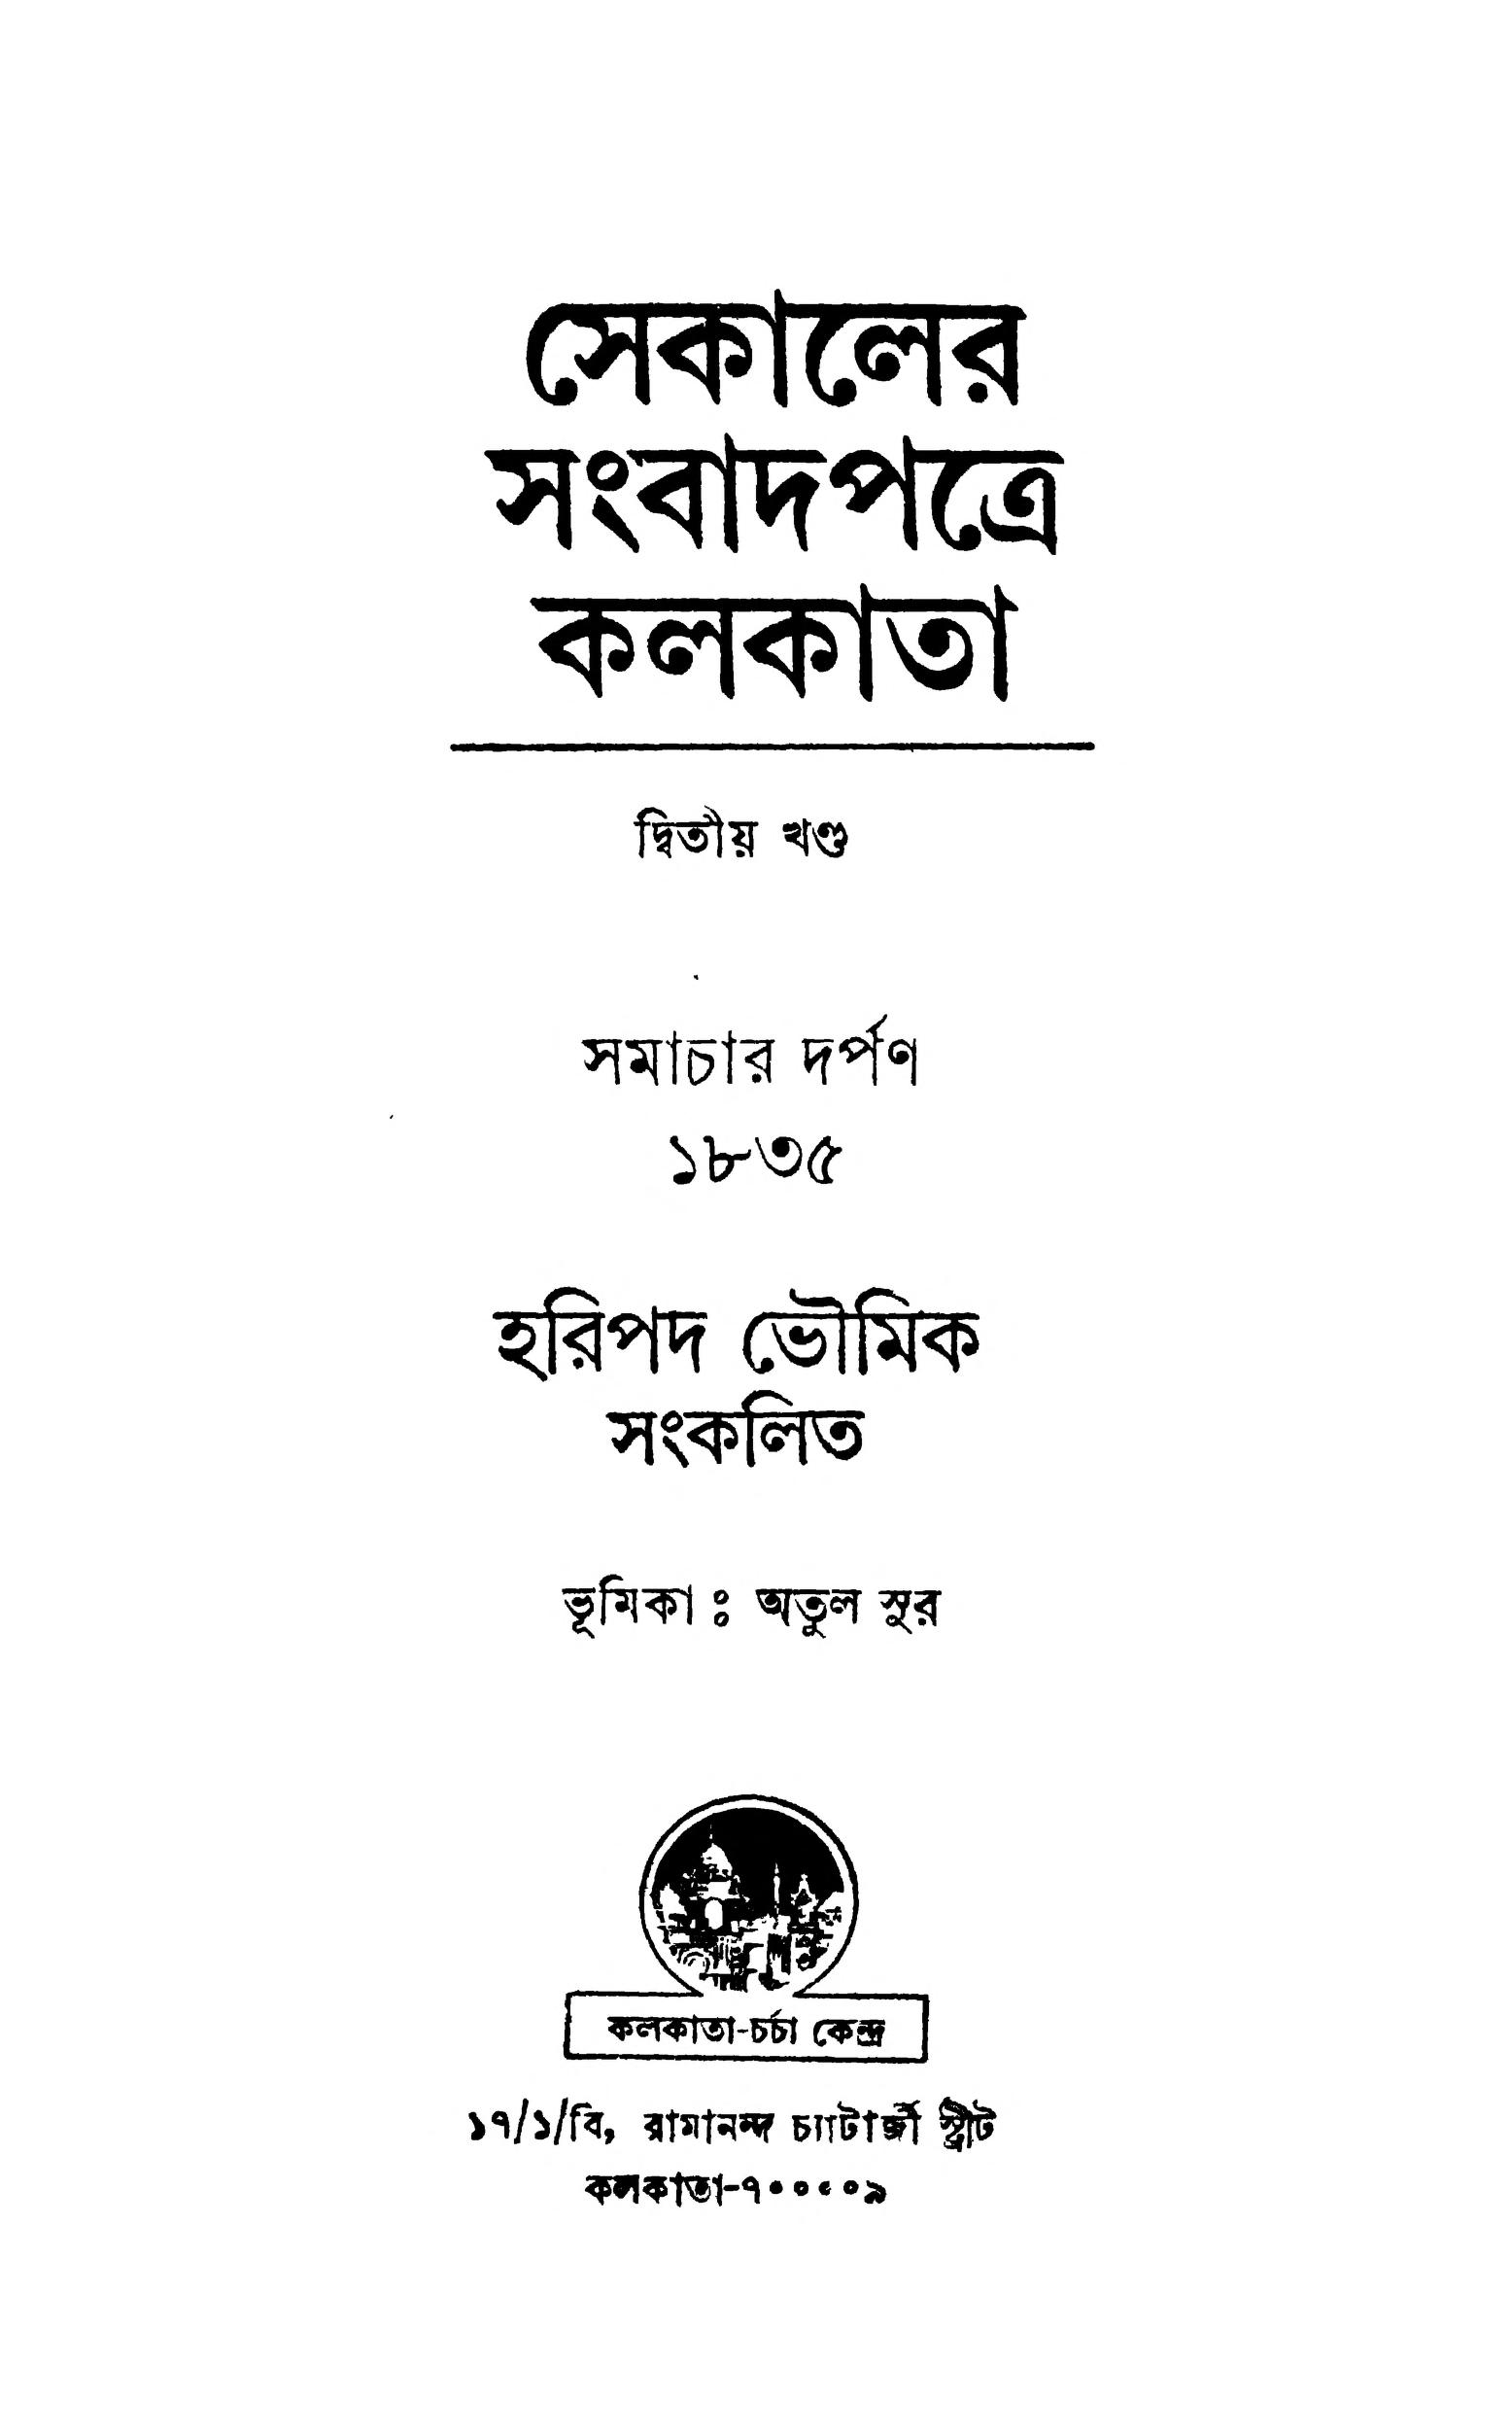 সেকালের
সংবাদপত্রে
কলকাতা
দ্বিতীয় খণ্ড
সমাচার দর্পণ
১৮৩৫
হরিপদ ভৌমিক
সংকলিত
ভূমিকা : অতুল সুর
কলকাতা-চর্চা কেন্দ্র
১৭/১/বি, রামানন্দ চ্যাটার্জী স্ট্রীট
কলকাতা-৭০০০০৯